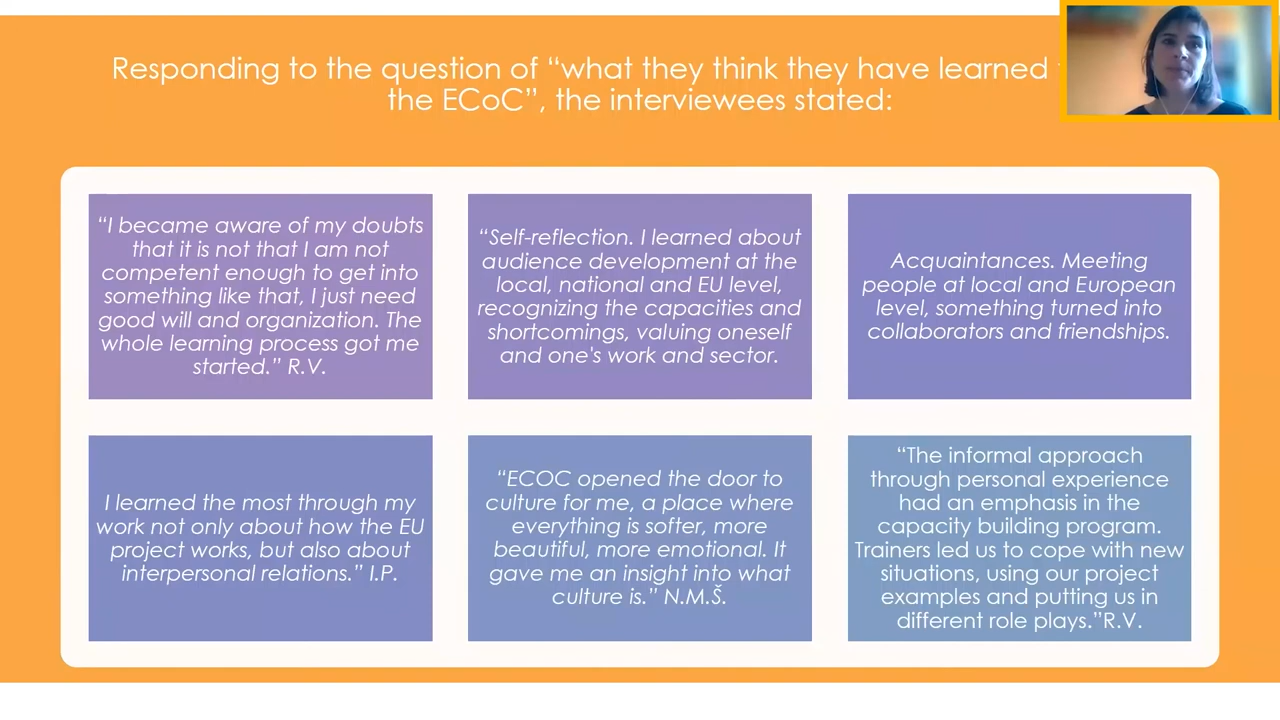 Responding to the question of “what they think they have learned
the ECoC”, the interviewees stated:
“I became aware of my doubts
that it is not that I am not
competent enough to get into
something like that, I just need
good will and organization. The
whole learning process got me
started.” R.V.
“Self-reflection. I learned about
audience development at the
local, national and EU level,
recognizing the capacities and
shortcomings, valuing oneself
and one's work and sector.
Acquaintances. Meeting
people at local and European
level, something turned into
collaborators and friendships.
I learned the most through my
work not only about how the EU
project works, but also about
interpersonal relations.” I.P.
“ECOC opened the door to
culture for me, a place where
everything is softer, more
beautiful, more emotional. It
gave me an insight into what
culture is.” N.M.Š.
“The informal approach
through personal experience
had an emphasis in the
capacity building program.
Trainers led us to cope with new
situations, using our project
examples and putting us in
different role plays.”R.V.